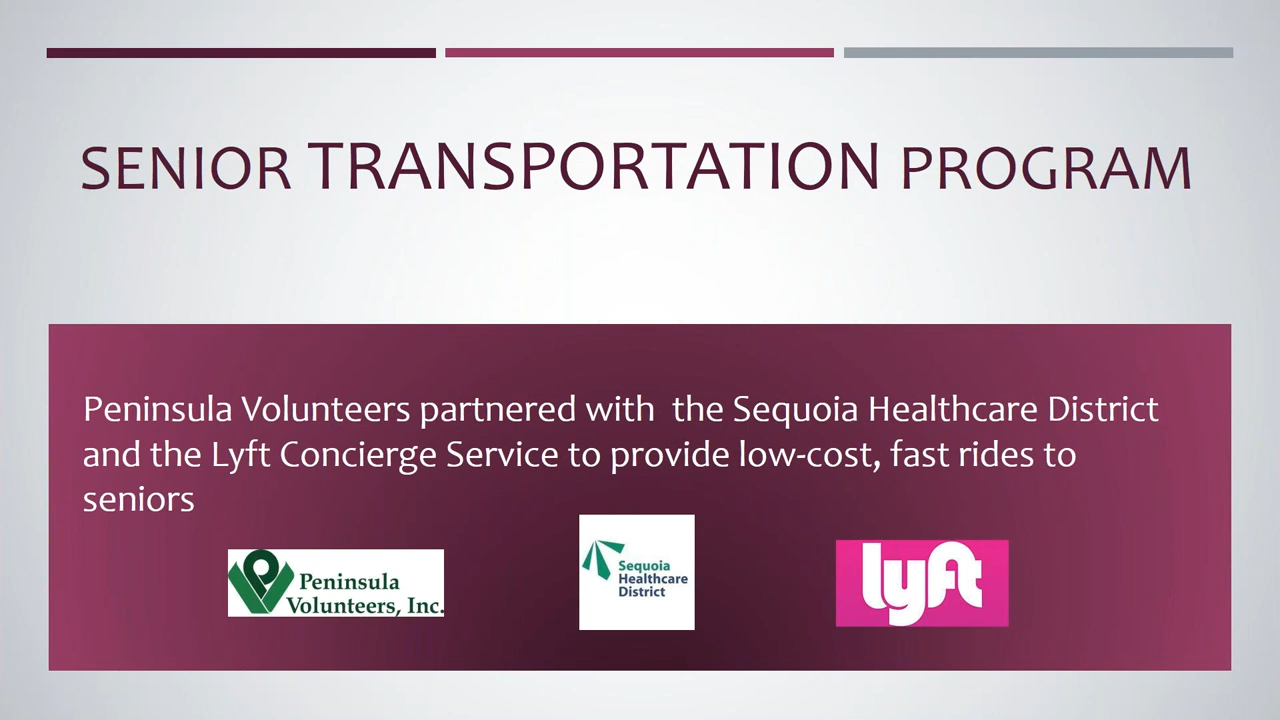 SENIOR TRANSPORTATION PROGRAM
Peninsula Volunteers partnered with  the Sequoia Healthcare District
and the Lyft Concierge Service to provide low-cost, fast rides to
seniors
Peninsula
Volunteers, Inc.
Sequoia
Healthcare
District
lyft